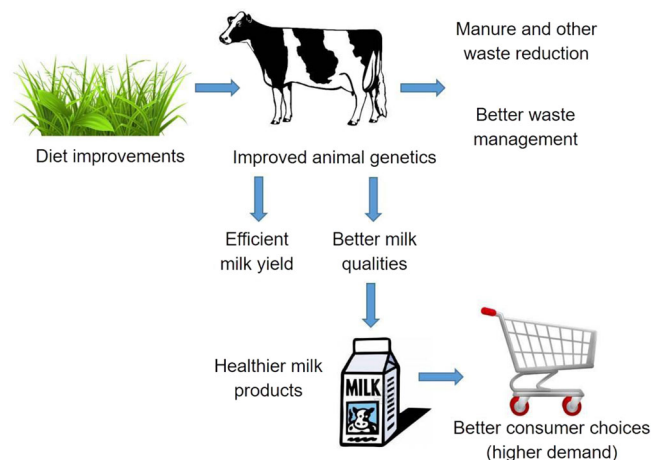 Manure and other
waste reduction
Better waste
management
Diet improvements
Improved animal genetics
Efficient
milk yield
Better milk
qualities
Healthier milk
products
MILK
Better consumer choices
(higher demand)